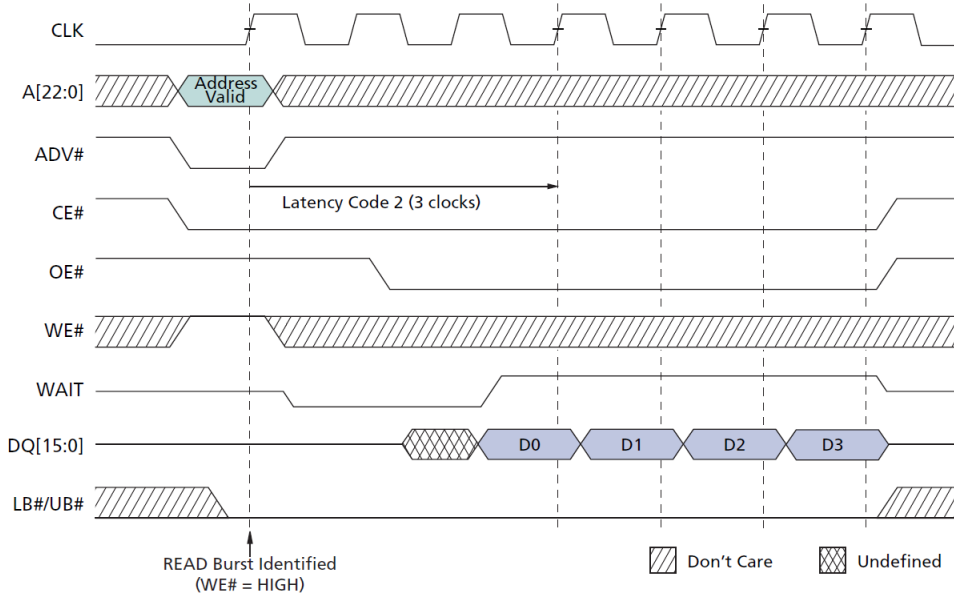 CLK
A[22:0]
Address
Valid
ADV#
Latency Code 2 (3 clocks)
CE#
OE#
WE#
WAIT
DQ[15:0]
D0 D1 D2 D3
LB#/UB#
READ Burst Identified
(WE# = HIGH)
Don't Care Undefined